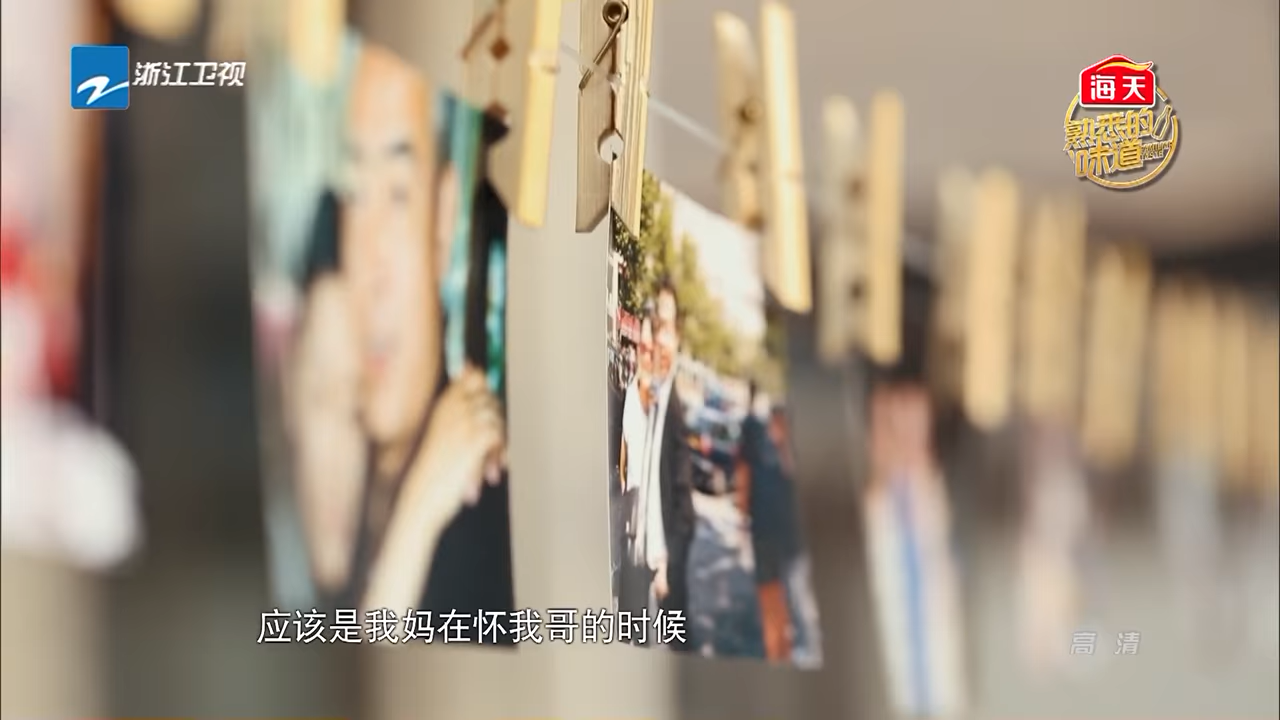 浙江卫视
海天
熟悉的
味道
应该是我妈在怀我哥的时候
高清